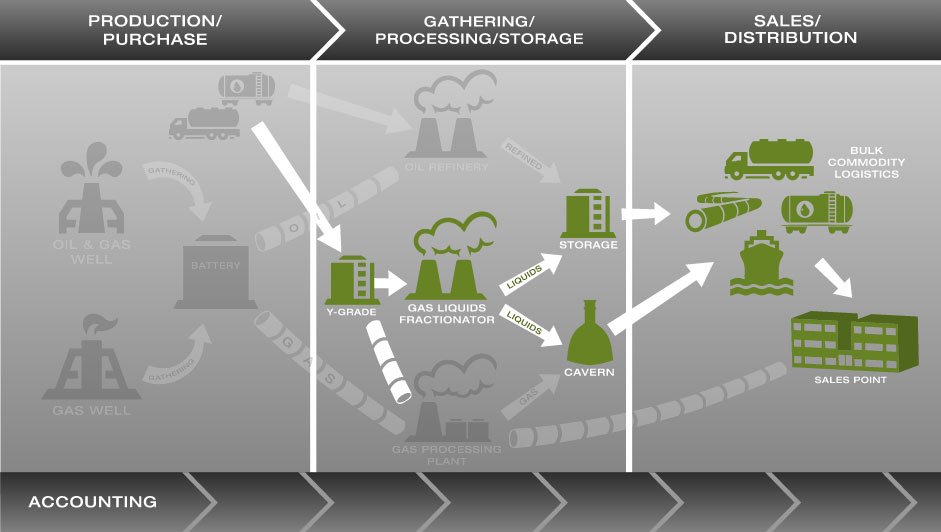 PRODUCTION/
PURCHASE
GATHERING/
PROCESSING/STORAGE
SALES/
DISTRIBUTION
GATHERING
OIL & GAS
WELL
BATTERY
GATHERING
GAS WELL
OIL
GAS
OIL REFINERY
REFINED
Y-GRADE
GAS LIQUIDS
FRACTIONATOR
LIQUIDS
LIQUIDS
STORAGE
CAVERN
GAS
GAS PROCESSING
PLANT
BULK
COMMODITY
LOGISTICS
SALES POINT
ACCOUNTING